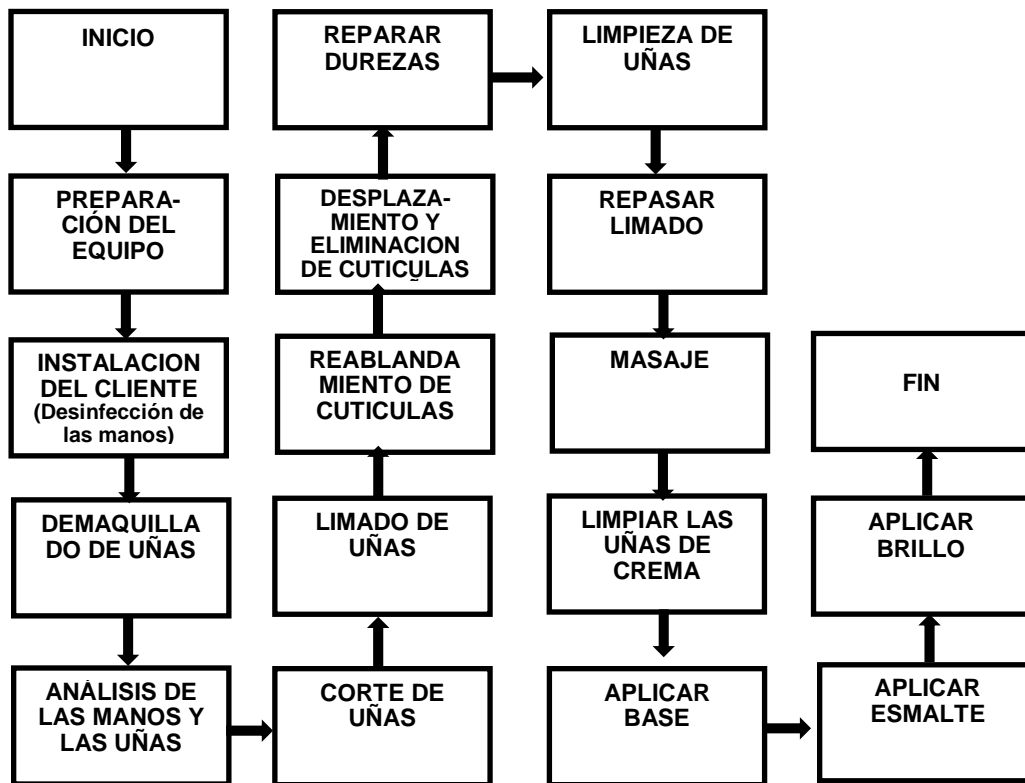 INICIO
PREPARA-
CIÓN DEL
EQUIPO
INSTALACION
DEL CLIENTE
(Desinfección de
las manos)
DEMAQUILLA
DO DE UÑAS
ANÁLISIS DE
LAS MANOS Y
LAS UÑAS
CORTE DE
UÑAS
LIMADO DE
UÑAS
REABLANDA
MIENTO DE
CUTICULAS
DESPLAZA-
MIENTO Y
ELIMINACION
DE CUTICULAS
REPARAR
DUREZAS
LIMPIEZA DE
UÑAS
REPASAR
LIMADO
MASAJE
LIMPIAR LAS
UÑAS DE
CREMA
APLICAR
BASE
APLICAR
ESMALTE
APLICAR
BRILLO
FIN